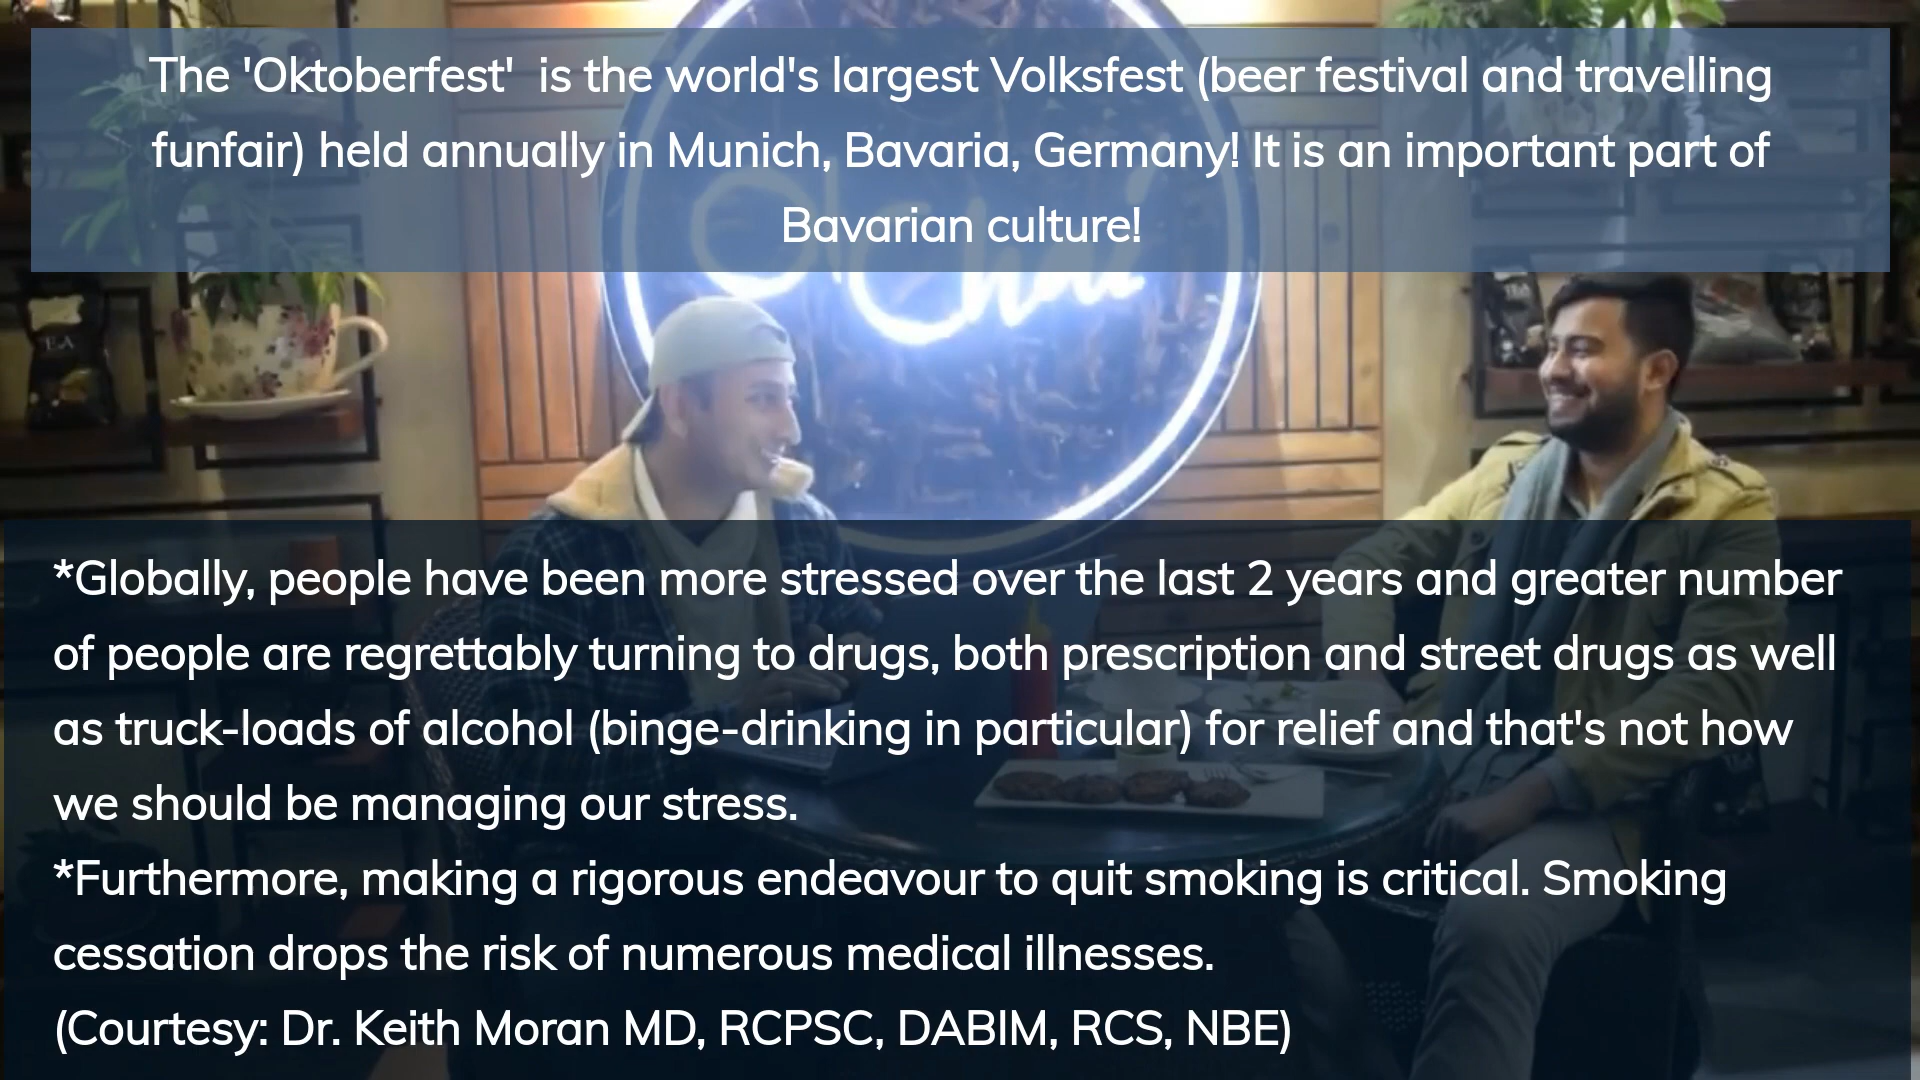 The 'Oktoberfest'  is the world's largest Volksfest (beer festival and travelling
funfair) held annually in Munich, Bavaria, Germany! It is an important part of
Bavarian culture!
Chai
EA
*Globally, people have been more stressed over the last 2 years and greater number
of people are regrettably turning to drugs, both prescription and street drugs as well
as truck-loads of alcohol (binge-drinking in particular) for relief and that's not how
we should be managing our stress.
*Furthermore, making a rigorous endeavour to quit smoking is critical. Smoking
cessation drops the risk of numerous medical illnesses.
(Courtesy: Dr. Keith Moran MD, RCPSC, DABIM, RCS, NBE)